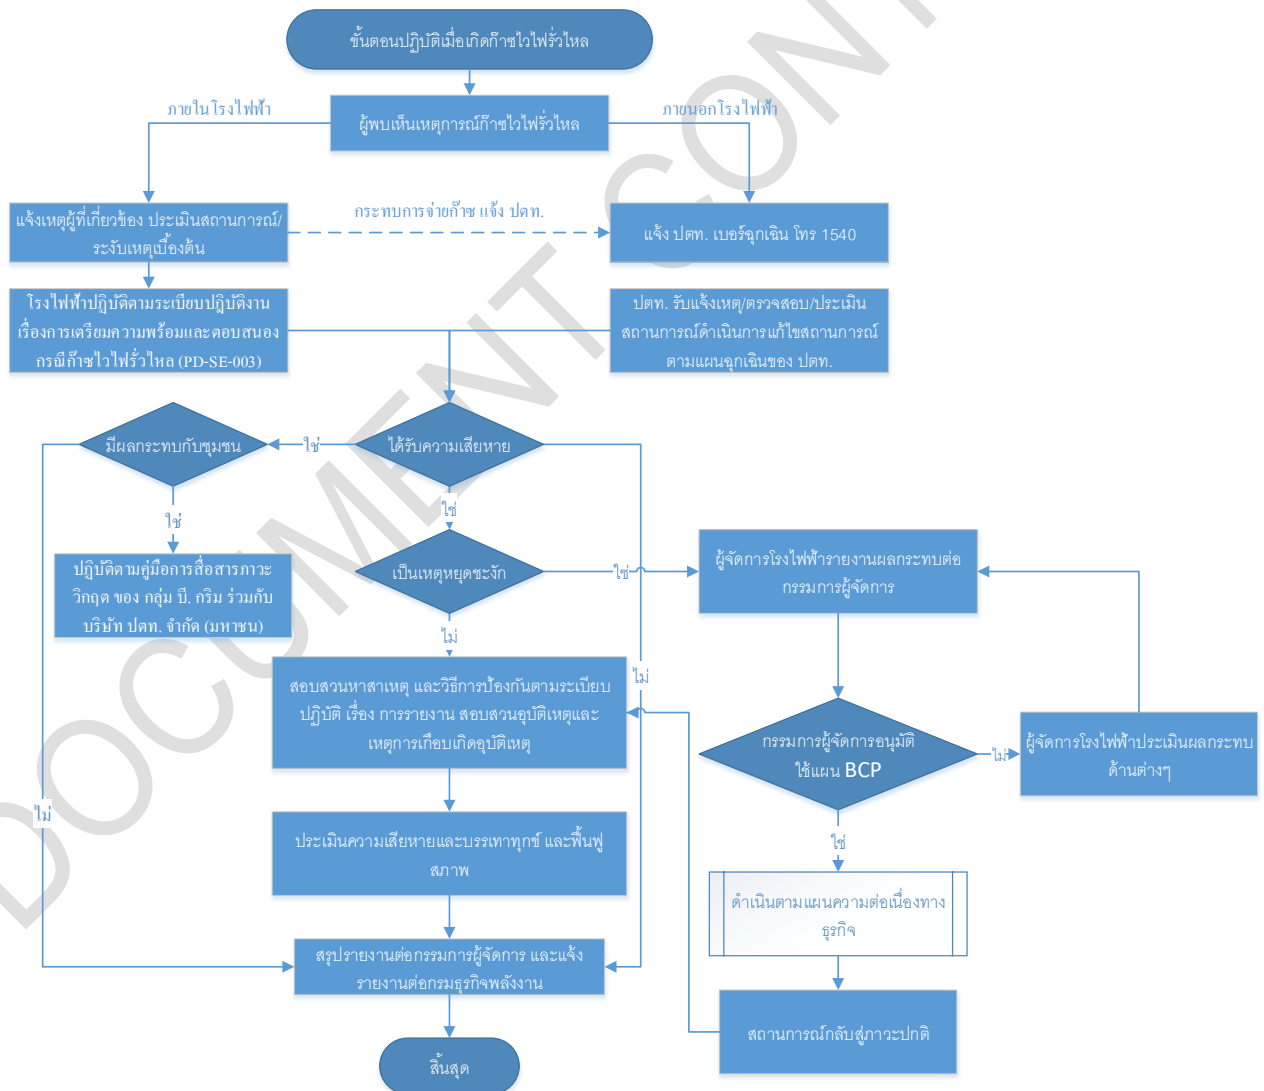 ขั้นตอนปฏิบัติเมื่อเกิดก๊าซไวไฟรั่วไหล
ภายในโรงไฟฟ้า
ผู้พบเห็นเหตุการณ์ก๊าซไวไฟรั่วไหล
ภายนอกโรงไฟฟ้า
แจ้งเหตุผู้ที่เกี่ยวข้อง ประเมินสถานการณ์/
ระงับเหตุเบื้องต้น
กระทบการจ่ายก๊าซ แจ้ง ปตท.
แจ้ง ปตท. เบอร์ฉุกเฉิน โทร 1540
โรงไฟฟ้าปฏิบัติตามระเบียบปฎิบัติงาน
เรื่องการเตรียมความพร้อมและตอบสนอง
กรณีก๊าซไวไฟรั่วไหล (PD-SE-003)
ปตท. รับแจ้งเหตุ/ตรวจสอบ/ประเมิน
สถานการณ์ดำเนินการแก้ไขสถานการณ์
ตามแผนฉุกเฉินของ ปตท.
มีผลกระทบกับชุมชน
ใช่
ได้รับความเสียหาย
ใช่
ใช่
ปฏิบัติตามคู่มือการสื่อสารภาวะ
วิกฤต ของ กลุ่ม บี. กริม ร่วมกับ
บริษัท ปตท. จำกัด (มหาชน)
เป็นเหตุหยุดชะงัก
ใช่
ผู้จัดการโรงไฟฟ้ารายงานผลกระทบต่อ
กรรมการผู้จัดการ
ไม่
ไม่
สอบสวนหาสาเหตุ และวิธีการป้องกันตามระเบียบ
ปฏิบัติ เรื่อง การรายงาน สอบสวนอุบัติเหตุและ
เหตุการเกือบเกิดอุบัติเหตุ
กรรมการผู้จัดการอนุมัติ
ใช้แผน BCP
ไม่
ผู้จัดการโรงไฟฟ้าประเมินผลกระทบ
ด้านต่างๆ
ไม่
ใช่
ประเมินความเสียหายและบรรเทาทุกข์ และฟื้นฟู
สภาพ
ดำเนินตามแผนความต่อเนื่องทาง
ธุรกิจ
สรุปรายงานต่อกรรมการผู้จัดการ และแจ้ง
รายงานต่อกรมธุรกิจพลังงาน
สถานการณ์กลับสู่ภาวะปกติ
สิ้นสุด
DOCUMENT CONT